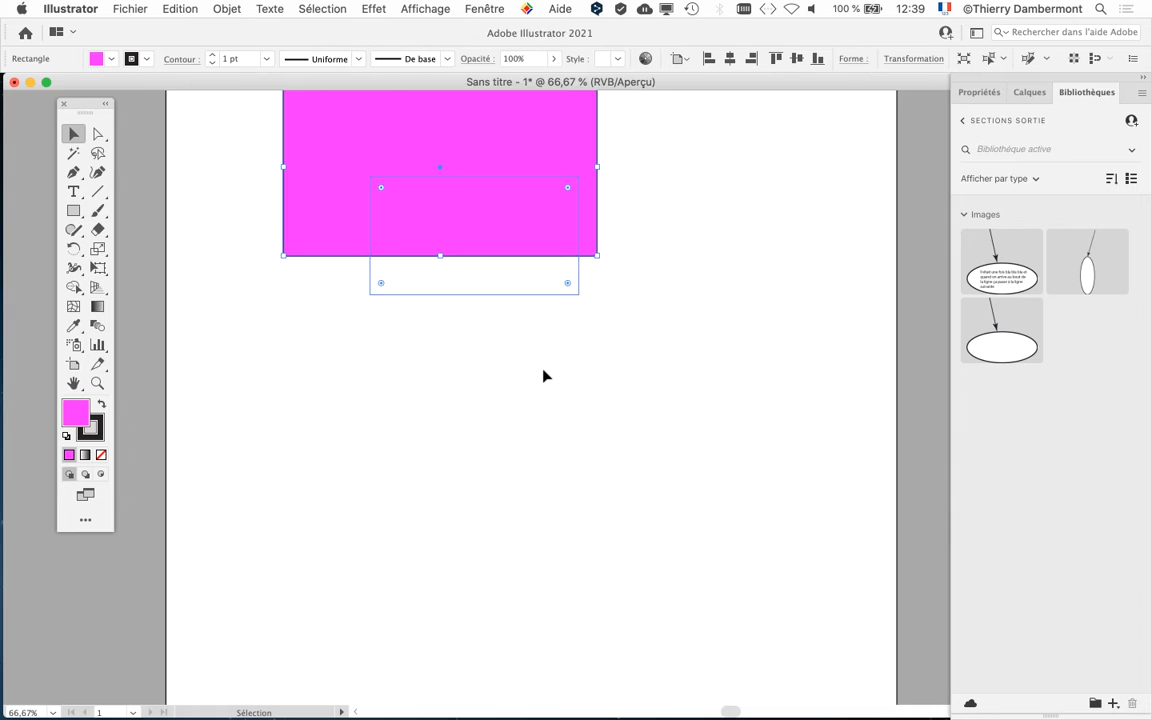 Illustrator Fichier Edition Objet Texte Sélection Effet Affichage Fenêtre Aide 100 % 12:39 ©Thierry Dambermont
Adobe Illustrator 2021 Rechercher dans l'aide Adobe
Rectangle Contour : 1 pt Uniforme De base Opacité : 100% Style : Forme : Transformation
Sans titre - 1* @ 66,67 % (RVB/Aperçu)
Propriétés Calques Bibliothèques
SECTIONS SORTIE
Bibliothèque active
Afficher par type
Images
66,67% 1 Sélection